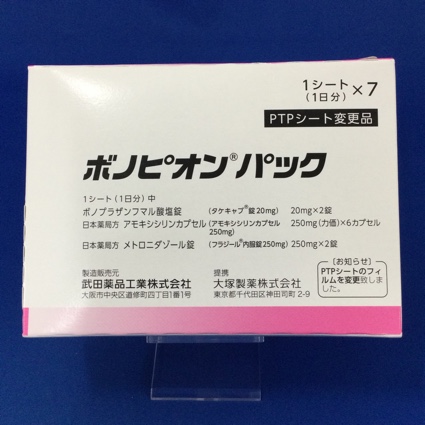 1シート ×7
(1日分)
PTPシート変更品
ボノピオン®パック
1シート(1日分)中
ボノプラザンフマル酸塩錠 (タケキャブ®錠20mg) 20mg×2錠
日本薬局方 アモキシシリンカプセル (アモキシシリンカプセル250mg) 250mg(力価)×6カプセル
日本薬局方 メトロニダゾール錠 (フラジール®内服錠250mg) 250mg×2錠
製造販売元
武田薬品工業株式会社
大阪市中央区道修町四丁目1番1号
提携
大塚製薬株式会社
東京都千代田区神田司町2-9
〔お知らせ〕
PTPシートのフィ
ルムを変更致しま
した。